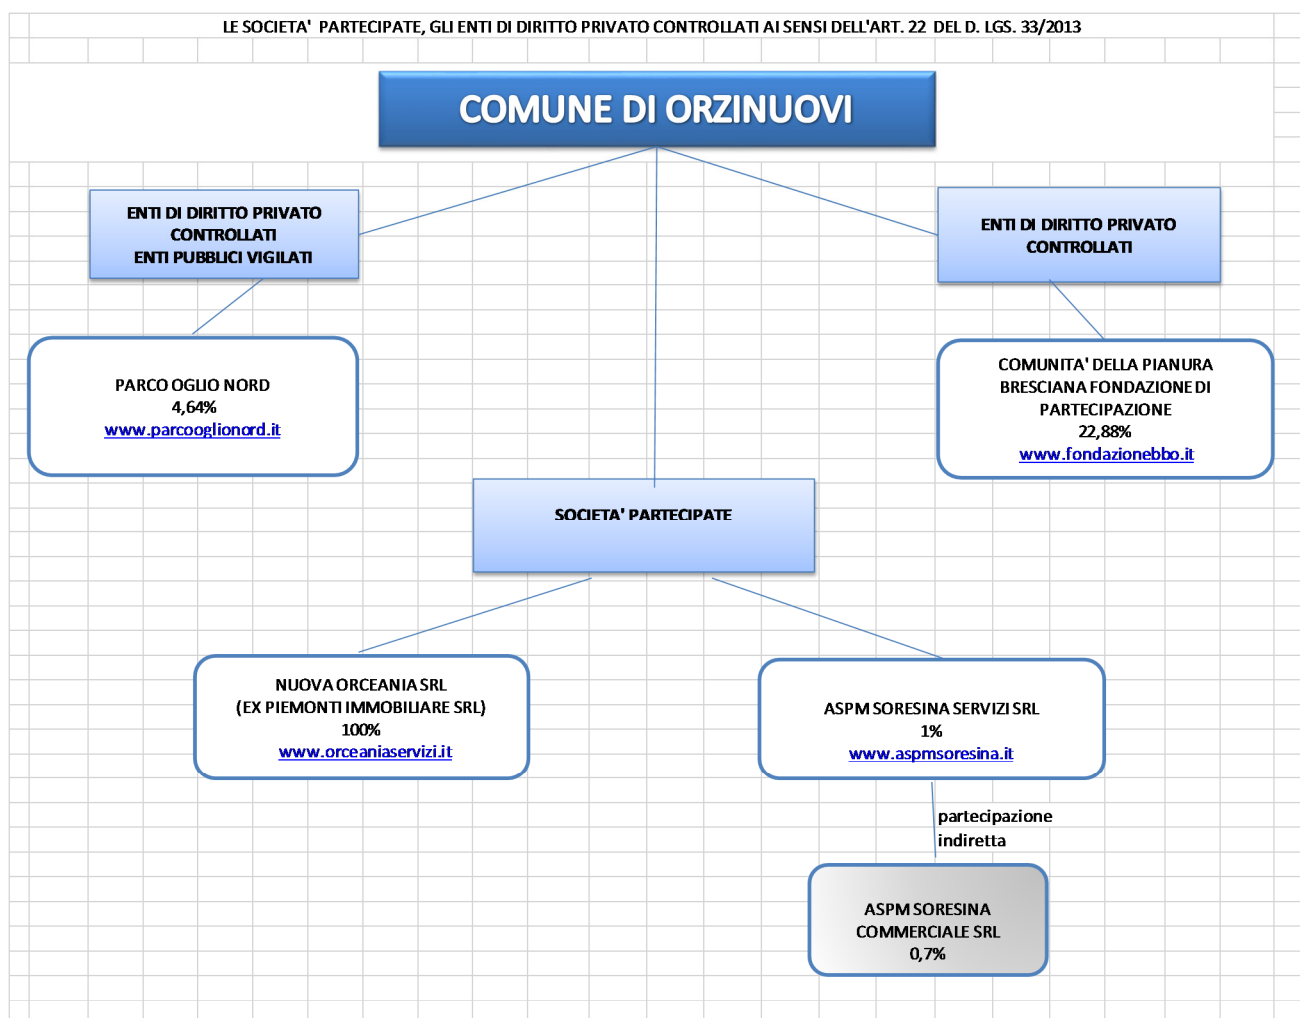 LE SOCIETA' PARTECIPATE, GLI ENTI DI DIRITTO PRIVATO CONTROLLATI AI SENSI DELL'ART. 22 DEL D. LGS. 33/2013
COMUNE DI ORZINUOVI
ENTI DI DIRITTO PRIVATO
CONTROLLATI
ENTI PUBBLICI VIGILATI
ENTI DI DIRITTO PRIVATO
CONTROLLATI
PARCO OGLIO NORD
4,64%
www.parcooglionord.it
COMUNITA' DELLA PIANURA
BRESCIANA FONDAZIONE DI
PARTECIPAZIONE
22,88%
www.fondazionebbo.it
SOCIETA' PARTECIPATE
NUOVA ORCEANIA SRL
(EX PIEMONTI IMMOBILIARE SRL)
100%
www.orceaniaservizi.it
ASPM SORESINA SERVIZI SRL
1%
www.aspmsoresina.it
partecipazione
indiretta
ASPM SORESINA
COMMERCIALE SRL
0,7%